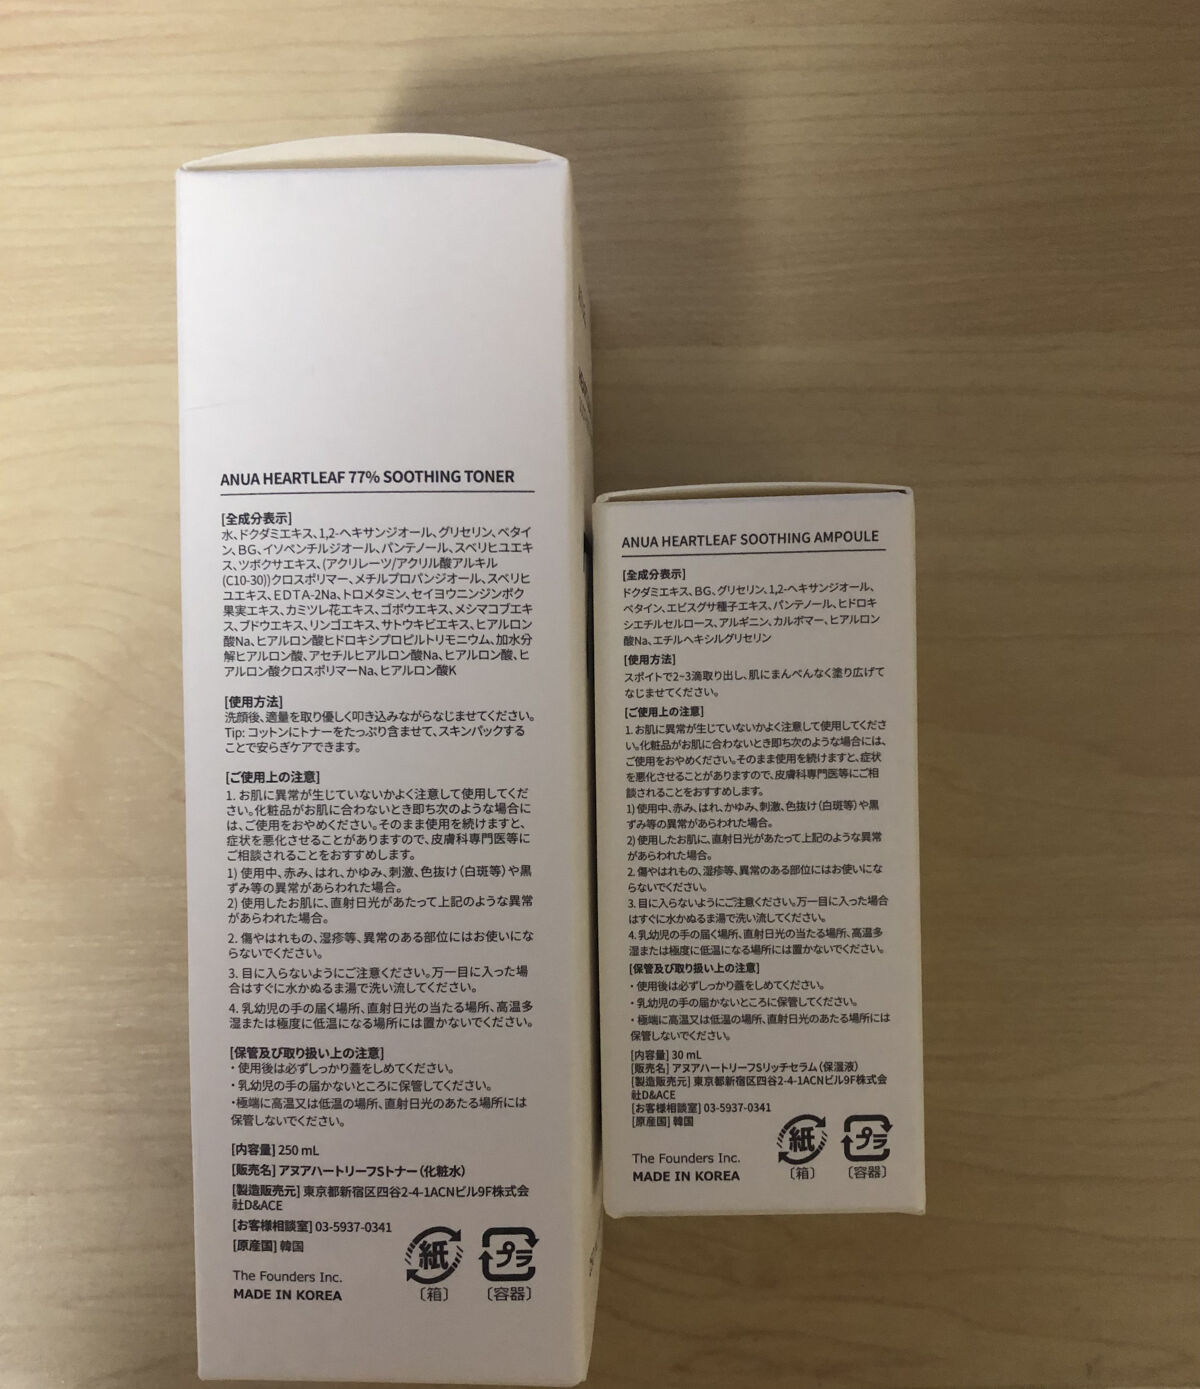 ANUA HEARTLEAF 77% SOOTHING TONER
[全成分表示]
水、ドクダミエキス、1,2-ヘキサンジオール、グリセリン、ベタイ
ン、BG、イソペンチルジオール、パンテノール、スベリヒユエキ
ス、ツボクサエキス、(アクリレーツ/アクリル酸アルキル
(C10-30))クロスポリマー、メチルプロパンジオール、スベリヒ
ユエキス、EDTA-2Na、トロメタミン、セイヨウニンジンボク
果実エキス、カミツレ花エキス、ゴボウエキス、メシマコブエキ
ス、ブドウエキス、リンゴエキス、サトウキビエキス、ヒアルロン
酸Na、ヒアルロン酸ヒドロキシプロピルトリモニウム、加水分
解ヒアルロン酸、アセチルヒアルロン酸Na、ヒアルロン酸、ヒ
アルロン酸クロスポリマーNa、ヒアルロン酸K
[使用方法]
洗顔後、適量を取り優しく叩き込みながらなじませてください。
Tip: コットンにトナーをたっぷり含ませて、スキンパックする
ことで安らぎケアできます。
[ご使用上の注意]
1. お肌に異常が生じていないかよく注意して使用してくだ
さい。化粧品がお肌に合わないとき即ち次のような場合に
は、ご使用をおやめください。そのまま使用を続けますと、
症状を悪化させることがありますので、皮膚科専門医等に
ご相談されることをおすすめします。
1) 使用中、赤み、はれ、かゆみ、刺激、色抜け(白斑等)や黒
ずみ等の異常があらわれた場合。
2) 使用したお肌に、直射日光があたって上記のような異常
があらわれた場合。
2. 傷やはれもの、湿疹等、異常のある部位にはお使いにな
らないでください。
3. 目に入らないようにご注意ください。万一目に入った場
合はすぐに水かぬるま湯で洗い流してください。
4. 乳幼児の手の届く場所、直射日光の当たる場所、高温多
湿または極度に低温になる場所には置かないでください。
[保管及び取り扱い上の注意]
・使用後は必ずしっかり蓋をしめてください。
・乳幼児の手の届かないところに保管してください。
・極端に高温又は低温の場所、直射日光のあたる場所には
保管しないでください。
[内容量] 250 mL
[販売名] アヌアハートリーフSトナー(化粧水)
[製造販売元] 東京都新宿区四谷2-4-1ACNビル9F株式会
社D&ACE
[お客様相談室] 03-5937-0341
[原産国] 韓国
The Founders Inc.
MADE IN KOREA
紙
(箱)
プラ
(容器)
ANUA HEARTLEAF SOOTHING AMPOULE
[全成分表示]
ドクダミエキス、BG、グリセリン、1,2-ヘキサンジオール、
ベタイン、エビスグサ種子エキス、パンテノール、ヒドロキ
シエチルセルロース、アルギニン、カルボマー、ヒアルロン
酸Na、エチルヘキシルグリセリン
[使用方法]
スポイトで2~3滴取り出し、肌にまんべんなく塗り広げて
なじませてください。
[ご使用上の注意]
1. お肌に異常が生じていないかよく注意して使用してくださ
い。化粧品がお肌に合わないとき即ち次のような場合には、
ご使用をおやめください。そのまま使用を続けますと、症状
を悪化させることがありますので、皮膚科専門医等にご相
談されることをおすすめします。
1) 使用中、赤み、はれ、かゆみ、刺激、色抜け(白斑等)や黒
ずみ等の異常があらわれた場合。
2) 使用したお肌に、直射日光があたって上記のような異常
があらわれた場合。
2. 傷やはれもの、湿疹等、異常のある部位にはお使いにな
らないでください。
3. 目に入らないようにご注意ください。万一目に入った場合
はすぐに水かぬるま湯で洗い流してください。
4. 乳幼児の手の届く場所、直射日光の当たる場所、高温多
湿または極度に低温になる場所には置かないでください。
[保管及び取り扱い上の注意]
・使用後は必ずしっかり蓋をしめてください。
・乳幼児の手の届かないところに保管してください。
・極端に高温又は低温の場所、直射日光のあたる場所には
保管しないでください。
[内容量] 30 mL
[販売名] アヌアハートリーフSリッチセラム(保湿液)
[製造販売元] 東京都新宿区四谷2-4-1ACNビル9F株式会
社D&ACE
[お客様相談室] 03-5937-0341
[原産国] 韓国
The Founders Inc.
MADE IN KOREA
紙
(箱)
プラ
(容器)